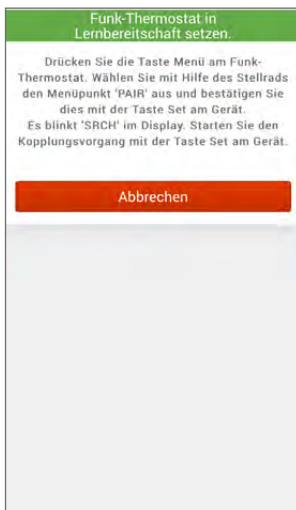 Funk-Thermostat in
Lernbereitschaft setzen.
Drücken Sie die Taste Menü am Funk-
Thermostat. Wählen Sie mit Hilfe des Stellrads
den Menüpunkt 'PAIR' aus und bestätigen Sie
dies mit der Taste Set am Gerät.
Es blinkt 'SRCH' im Display. Starten Sie den
Kopplungsvorgang mit der Taste Set am Gerät.
Abbrechen